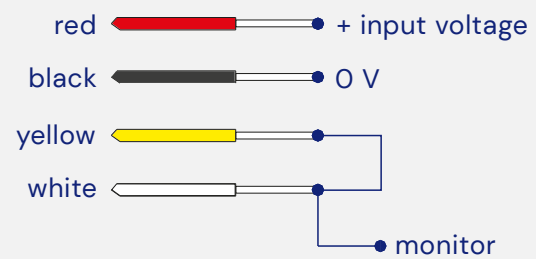 red + input voltage
black 0 V
yellow
white
monitor